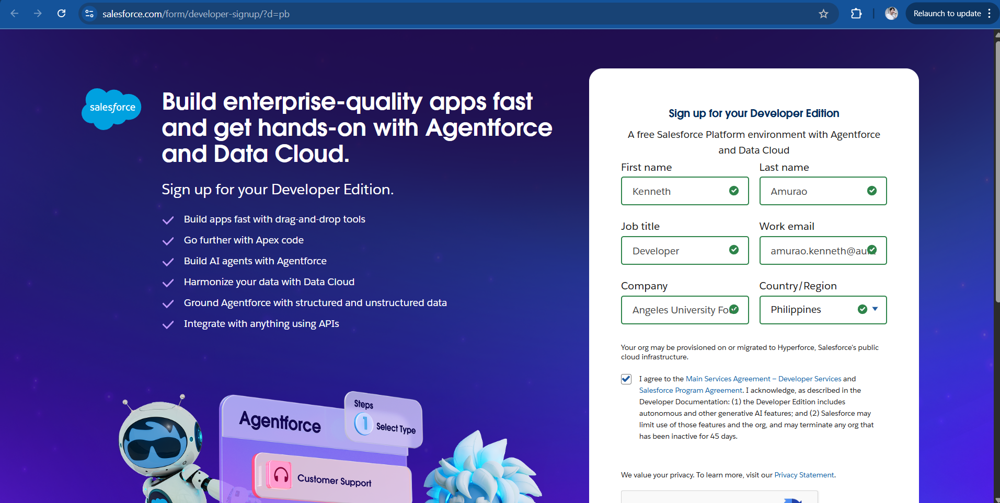 salesforce.com/form/developer-signup/?d=pb
Relaunch to update
salesforce
Build enterprise-quality apps fast
and get hands-on with Agentforce
and Data Cloud.
Sign up for your Developer Edition.
Build apps fast with drag-and-drop tools
Go further with Apex code
Build AI agents with Agentforce
Harmonize your data with Data Cloud
Ground Agentforce with structured and unstructured data
Integrate with anything using APIs
Agentforce
Steps
1 Select Type
Customer Support
Sign up for your Developer Edition
A free Salesforce Platform environment with Agentforce
and Data Cloud
First name Last name
Kenneth Amurao
Job title Work email
Developer amurao.kenneth@au
Company Country/Region
Angeles University Fo Philippines
Your org may be provisioned on or migrated to Hyperforce, Salesforce's public
cloud infrastructure.
I agree to the Main Services Agreement – Developer Services and
Salesforce Program Agreement. I acknowledge, as described in the
Developer Documentation: (1) the Developer Edition includes
autonomous and other generative AI features; and (2) Salesforce may
limit use of those features and the org, and may terminate any org that
has been inactive for 45 days.
We value your privacy. To learn more, visit our Privacy Statement.